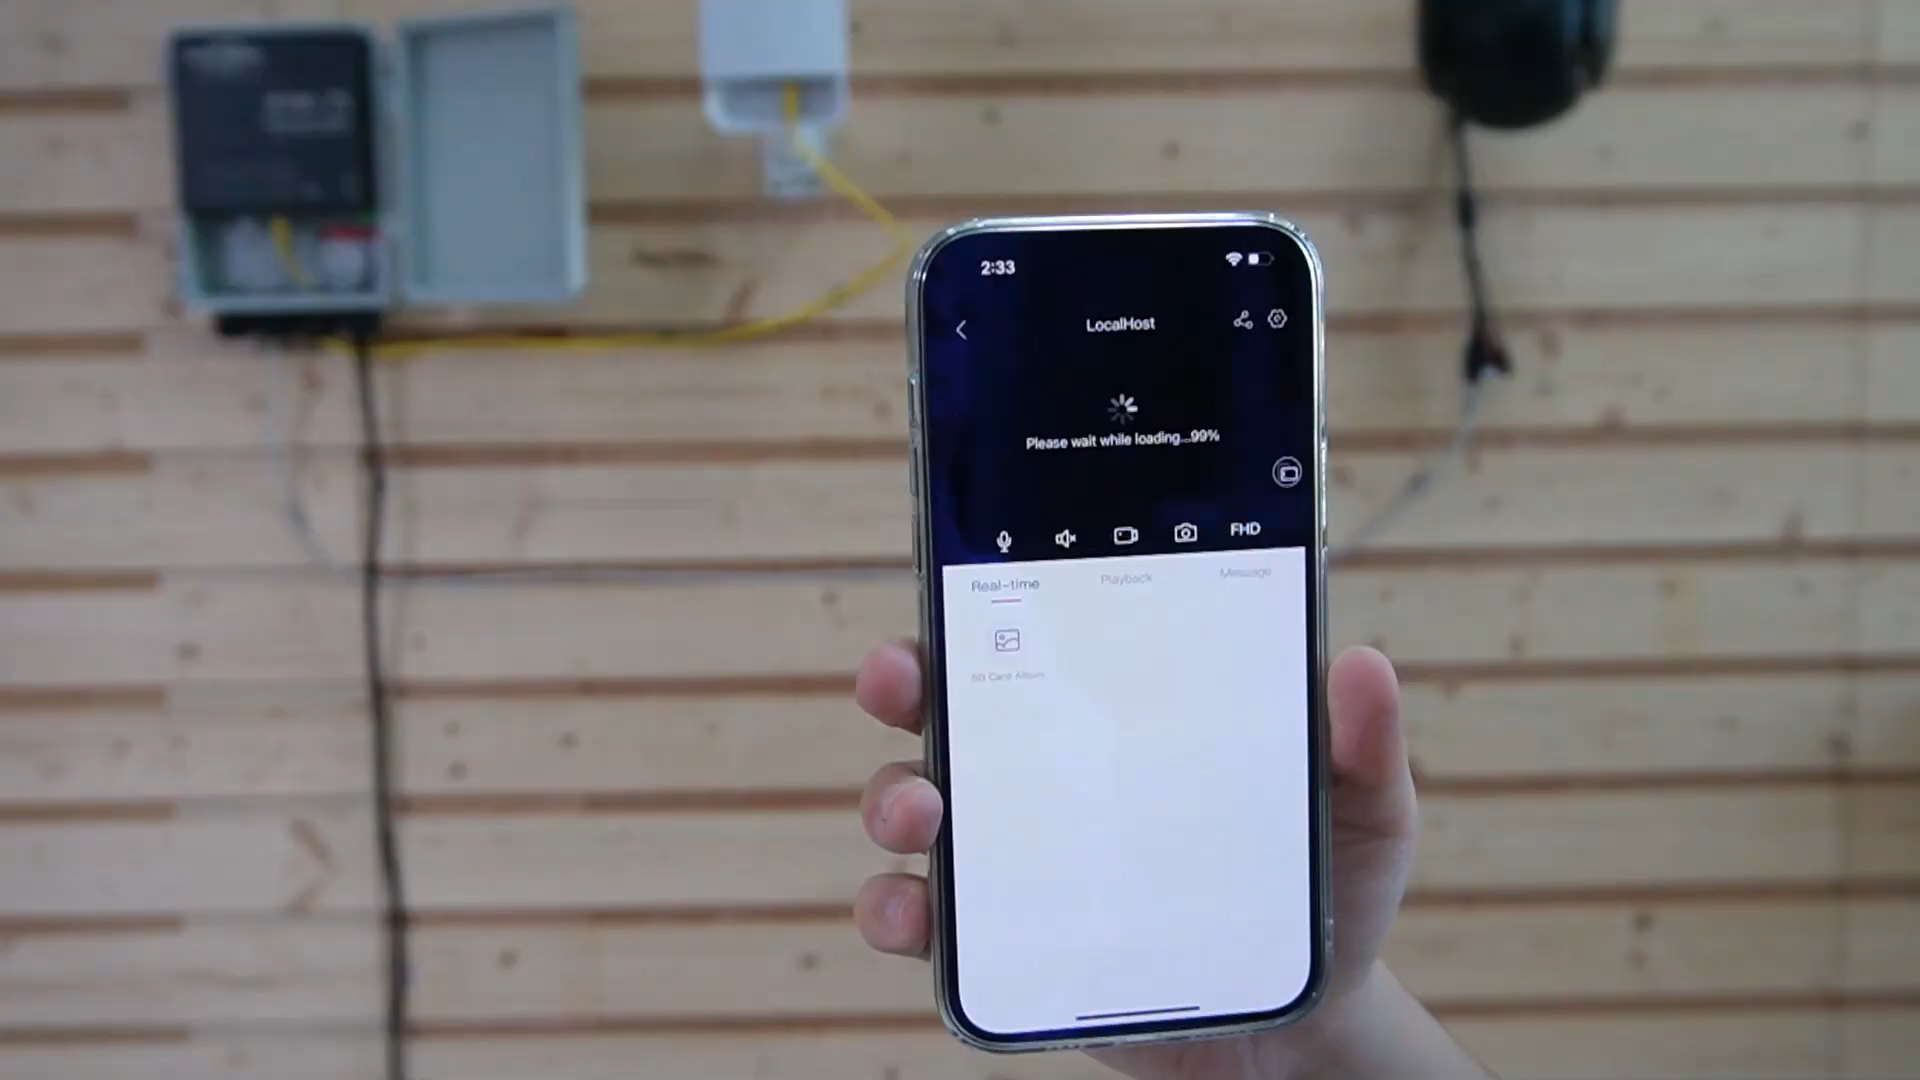 2:33
LocalHost
Please wait while loading...99%
FHD
Real-time
Playback
Message
SD Card Album